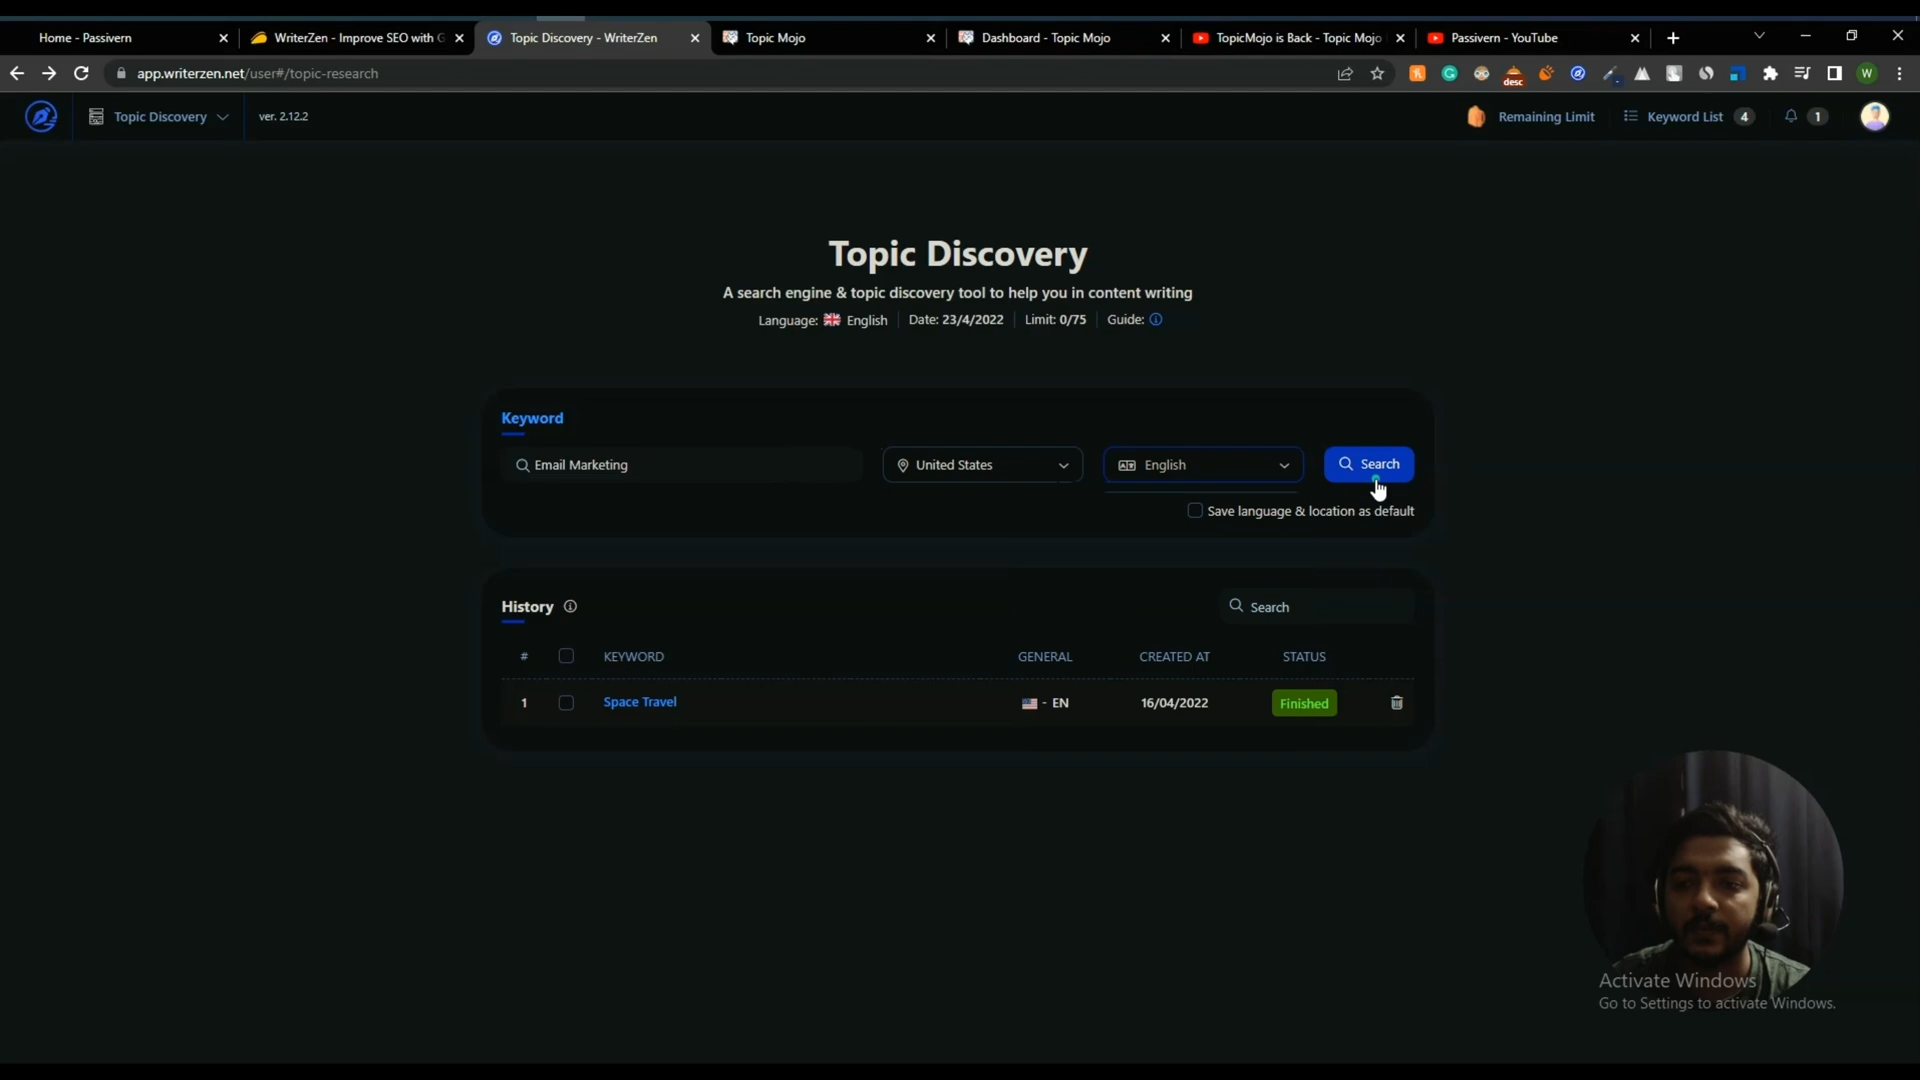 Home - Passivern
WriterZen - Improve SEO with G
Topic Discovery - WriterZen
Topic Mojo
Dashboard - Topic Mojo
TopicMojo is Back - Topic Mojo
Passivern - YouTube
app.writerzen.net/user#/topic-research
desc
W
Topic Discovery
ver. 2.12.2
Remaining Limit
Keyword List 4
1
Topic Discovery
A search engine & topic discovery tool to help you in content writing
Language: English
Date: 23/4/2022
Limit: 0/75
Guide:
Keyword
Email Marketing
United States
English
Search
Save language & location as default
History
Search
# KEYWORD GENERAL CREATED AT STATUS
1 Space Travel - EN 16/04/2022 Finished
Activate Windows
Go to Settings to activate Windows.